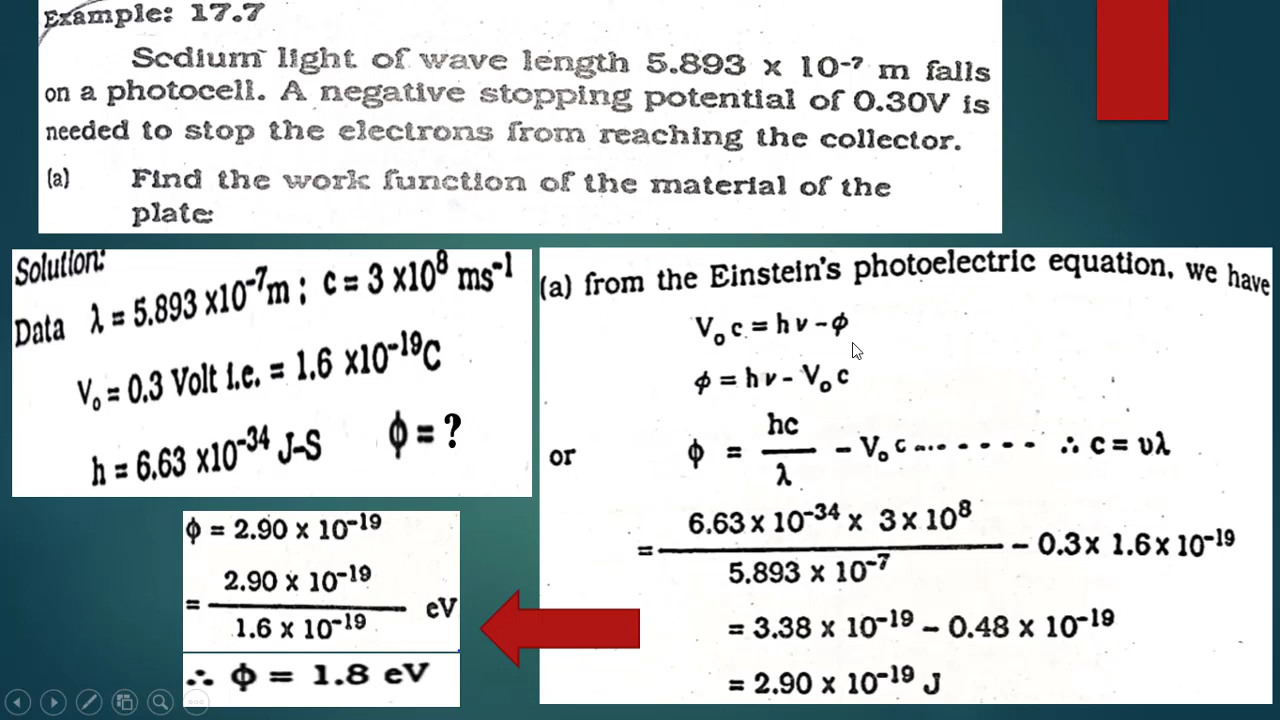 Example: 17.7
Sodium light of wave length 5.893 x 10⁻⁷ m falls
on a photocell. A negative stopping potential of 0.30V is
needed to stop the electrons from reaching the collector.
(a) Find the work function of the material of the
plate:
Solution:
Data λ = 5.893 x10⁻⁷m ; c = 3 x10⁸ ms⁻¹
V₀ = 0.3 Volt i.e. = 1.6 x10⁻¹⁹C
h = 6.63 x10⁻³⁴ J-S ϕ = ?
(a) from the Einstein's photoelectric equation, we have
V₀ c = h ν - ϕ
ϕ = h ν - V₀ c
or ϕ = hc/λ - V₀ c ......... ∴ c = υλ
= (6.63 x 10⁻³⁴ x 3 x 10⁸)/(5.893 x 10⁻⁷) - 0.3x 1.6x 10⁻¹⁹
= 3.38 x 10⁻¹⁹ - 0.48 x 10⁻¹⁹
= 2.90 x 10⁻¹⁹ J
ϕ = 2.90 x 10⁻¹⁹
= (2.90 x 10⁻¹⁹)/(1.6 x 10⁻¹⁹) eV
∴ ϕ = 1.8 eV